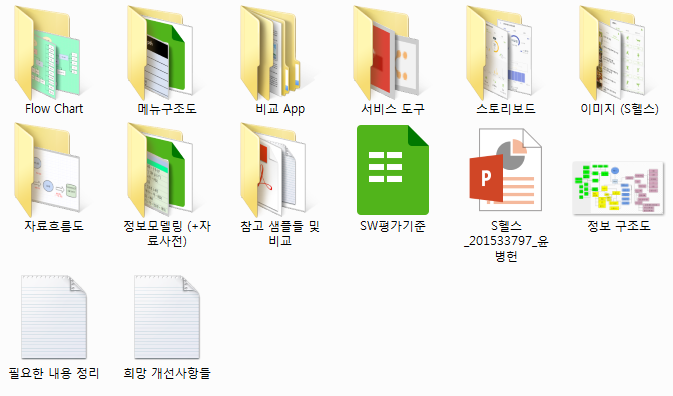 Flow Chart
메뉴구조도
비교 App
서비스 도구
스토리보드
이미지 (S헬스)
자료흐름도
정보모델링 (+자
료사전)
참고 샘플들 및
비교
SW평가기준
S헬스
_201533797_윤
병헌
정보 구조도
필요한 내용 정리
희망 개선사항들